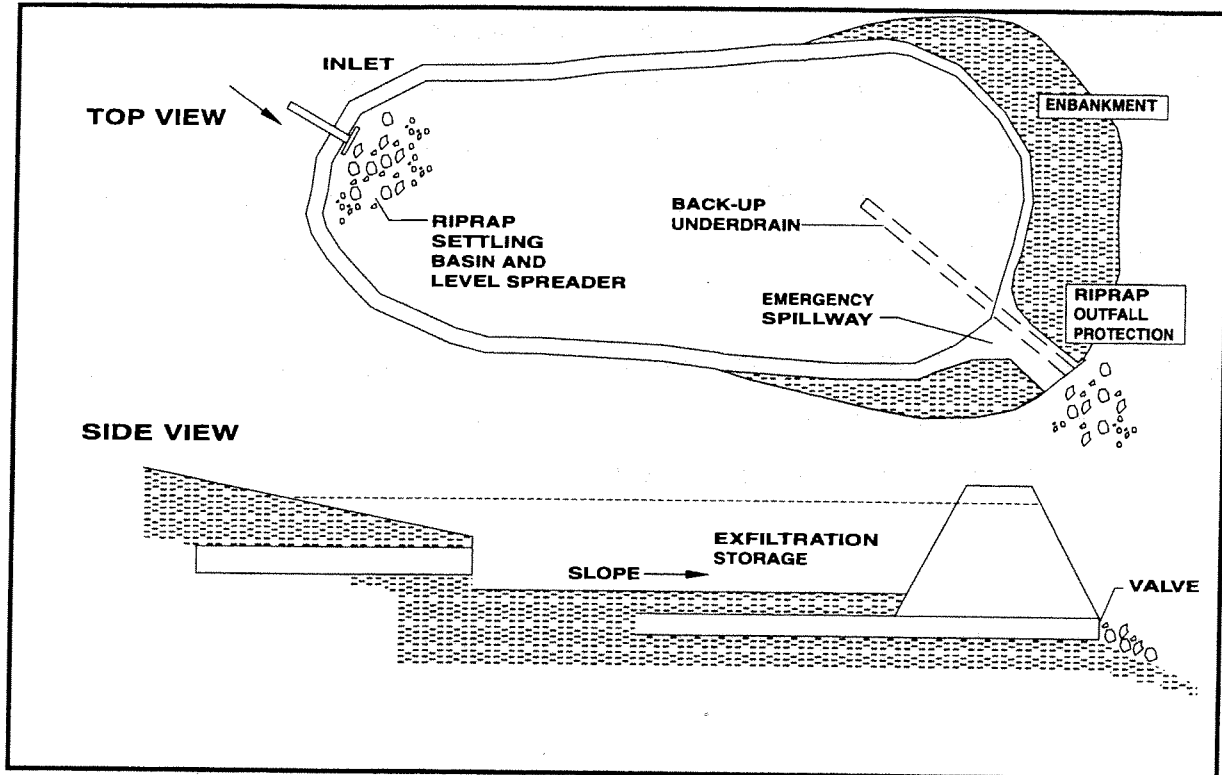 INLET
TOP VIEW
ENBANKMENT
RIPRAP
SETTLING
BASIN AND
LEVEL SPREADER
BACK-UP
UNDERDRAIN
EMERGENCY
SPILLWAY
RIPRAP
OUTFALL
PROTECTION
SIDE VIEW
EXFILTRATION
STORAGE
SLOPE
VALVE